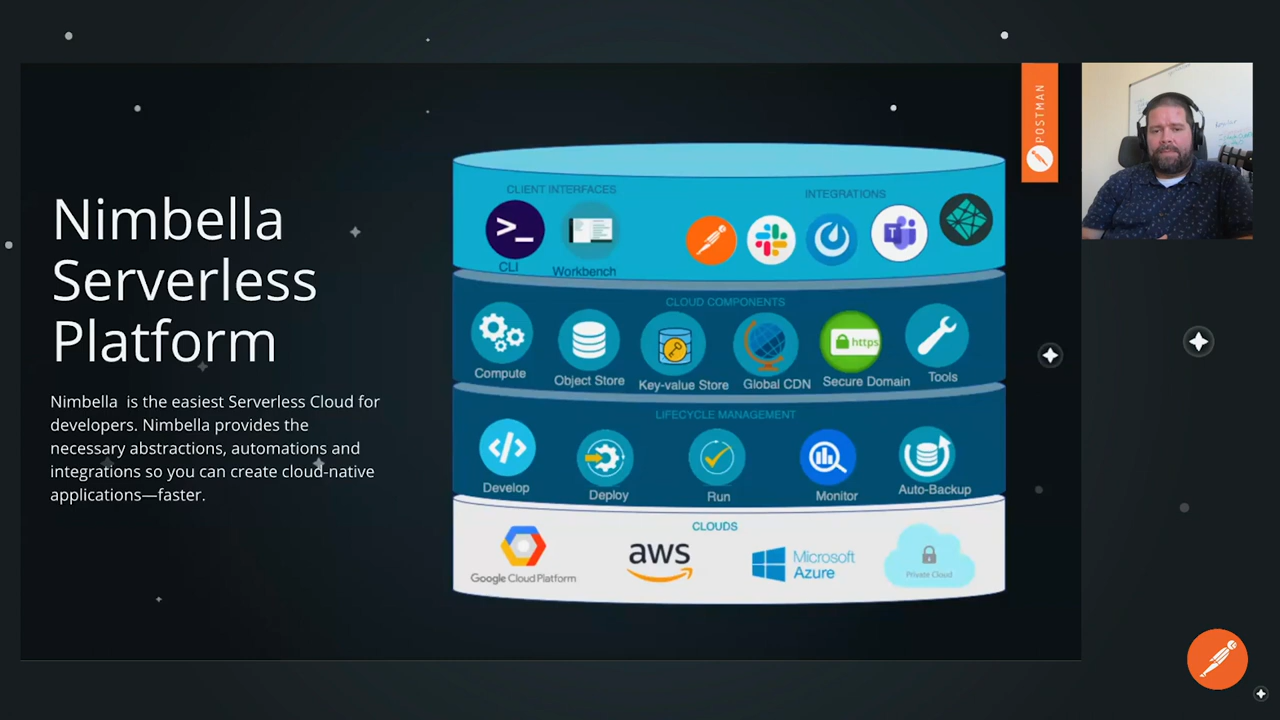 Nimbella
Serverless
Platform
Nimbella is the easiest Serverless Cloud for
developers. Nimbella provides the
necessary abstractions, automations and
integrations so you can create cloud-native
applications—faster.
CLIENT INTERFACES
INTEGRATIONS
>_
T
CLI
Workbench
CLOUD COMPONENTS
https
Compute
Object Store
Key-value Store
Global CDN
Secure Domain
Tools
LIFECYCLE MANAGEMENT
</>
Develop
Deploy
Run
Monitor
Auto-Backup
CLOUDS
Google Cloud Platform
aws
Microsoft
Azure
Private Cloud
POSTMAN